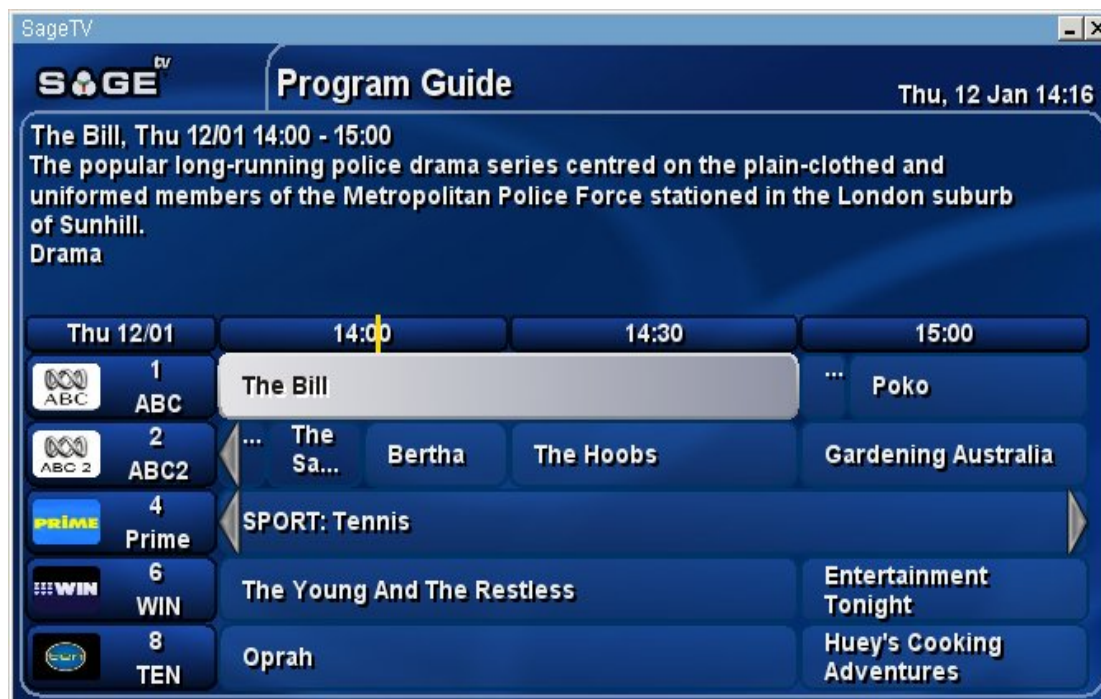 SageTV
SAGE tv
Program Guide
Thu, 12 Jan 14:16
The Bill, Thu 12/01 14:00 - 15:00
The popular long-running police drama series centred on the plain-clothed and
uniformed members of the Metropolitan Police Force stationed in the London suburb
of Sunhill.
Drama
Thu 12/01
14:00
14:30
15:00
ABC
1
ABC
The Bill
...
Poko
ABC 2
2
ABC2
...
The
Sa...
Bertha
The Hoobs
Gardening Australia
PRiME
4
Prime
SPORT: Tennis
WIN
6
WIN
The Young And The Restless
Entertainment
Tonight
ten
8
TEN
Oprah
Huey's Cooking
Adventures